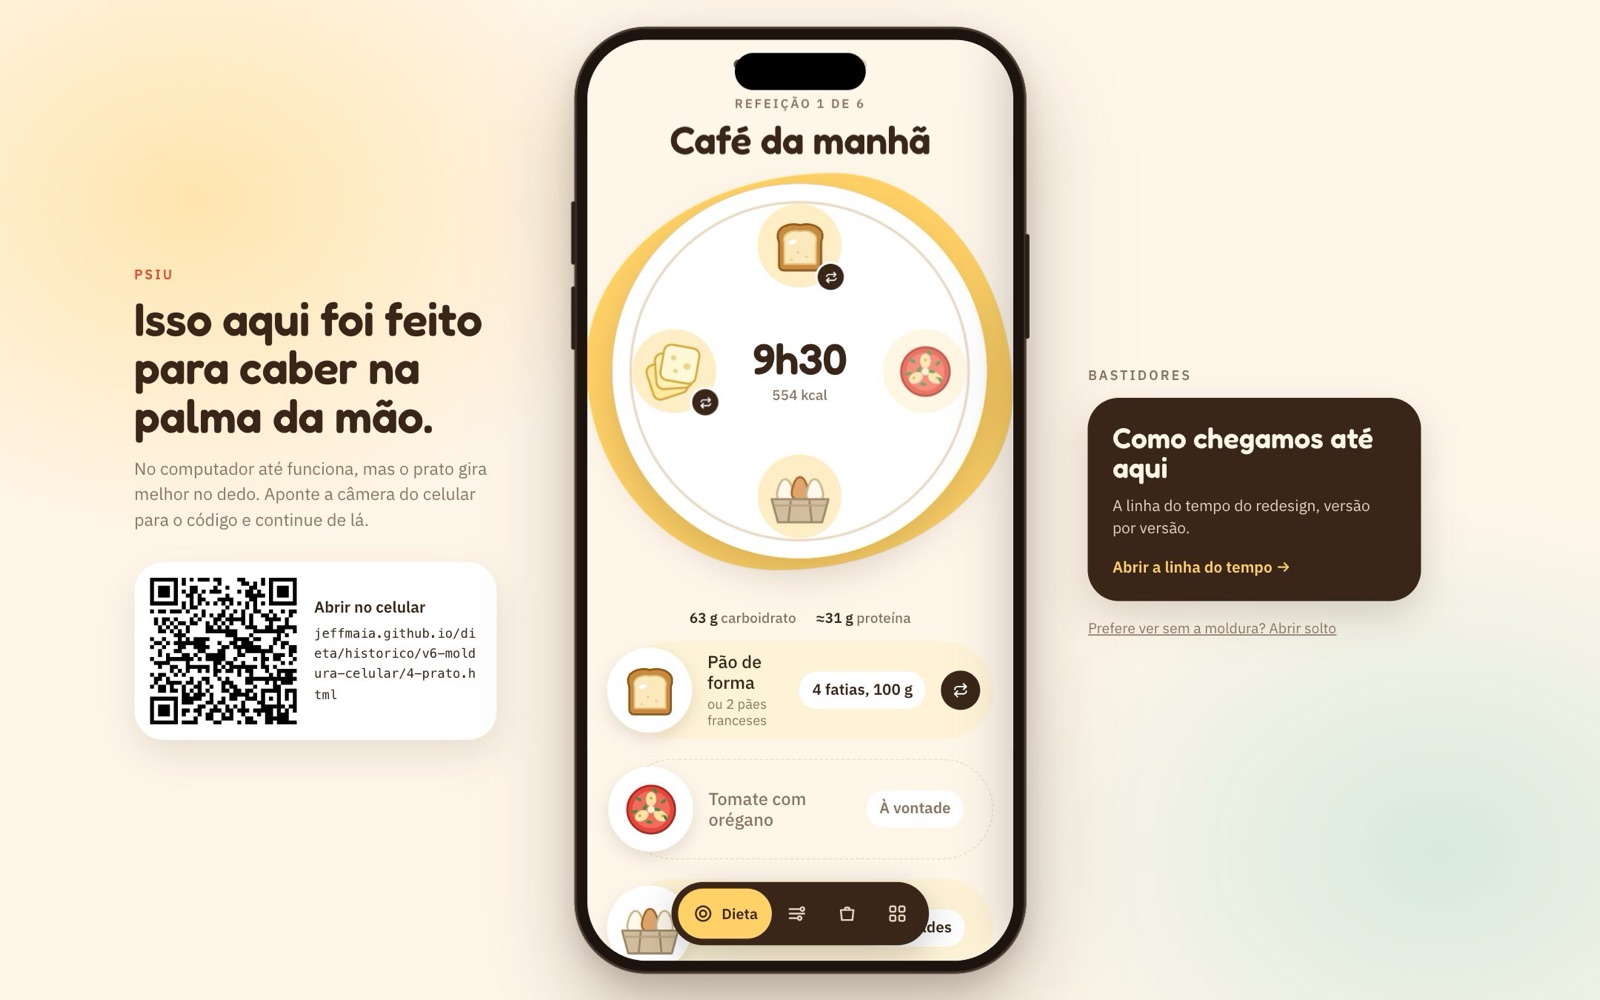 PSIU
Isso aqui foi feito
para caber na
palma da mão.
No computador até funciona, mas o prato gira
melhor no dedo. Aponte a câmera do celular
para o código e continue de lá.
Abrir no celular
jeffmaia.github.io/di
eta/historico/v6-mold
ura-celular/4-prato.h
tml
REFEIÇÃO 1 DE 6
Café da manhã
9h30
554 kcal
63 g carboidrato ≈31 g proteína
Pão de
forma
ou 2 pães
franceses
4 fatias, 100 g
Tomate com
orégano
À vontade
Dieta
BASTIDORES
Como chegamos até
aqui
A linha do tempo do redesign, versão
por versão.
Abrir a linha do tempo →
Prefere ver sem a moldura? Abrir solto